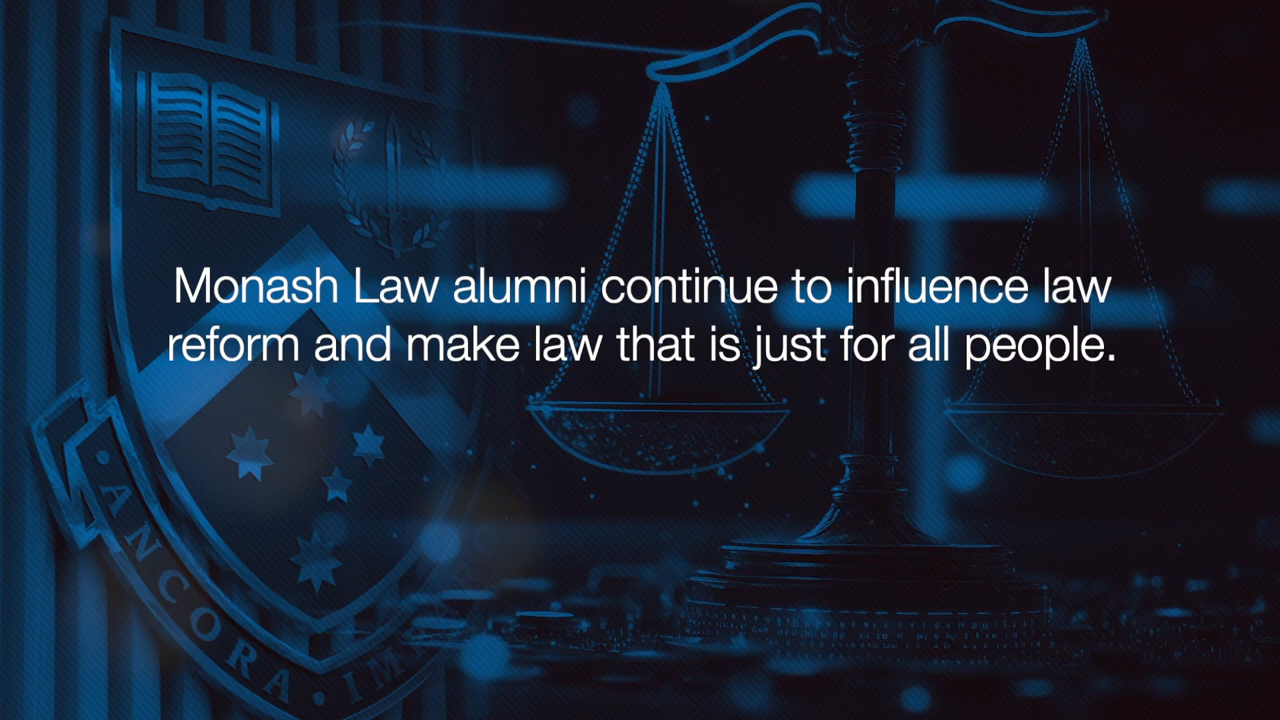 Monash Law alumni continue to influence law
reform and make law that is just for all people.
ANCORA